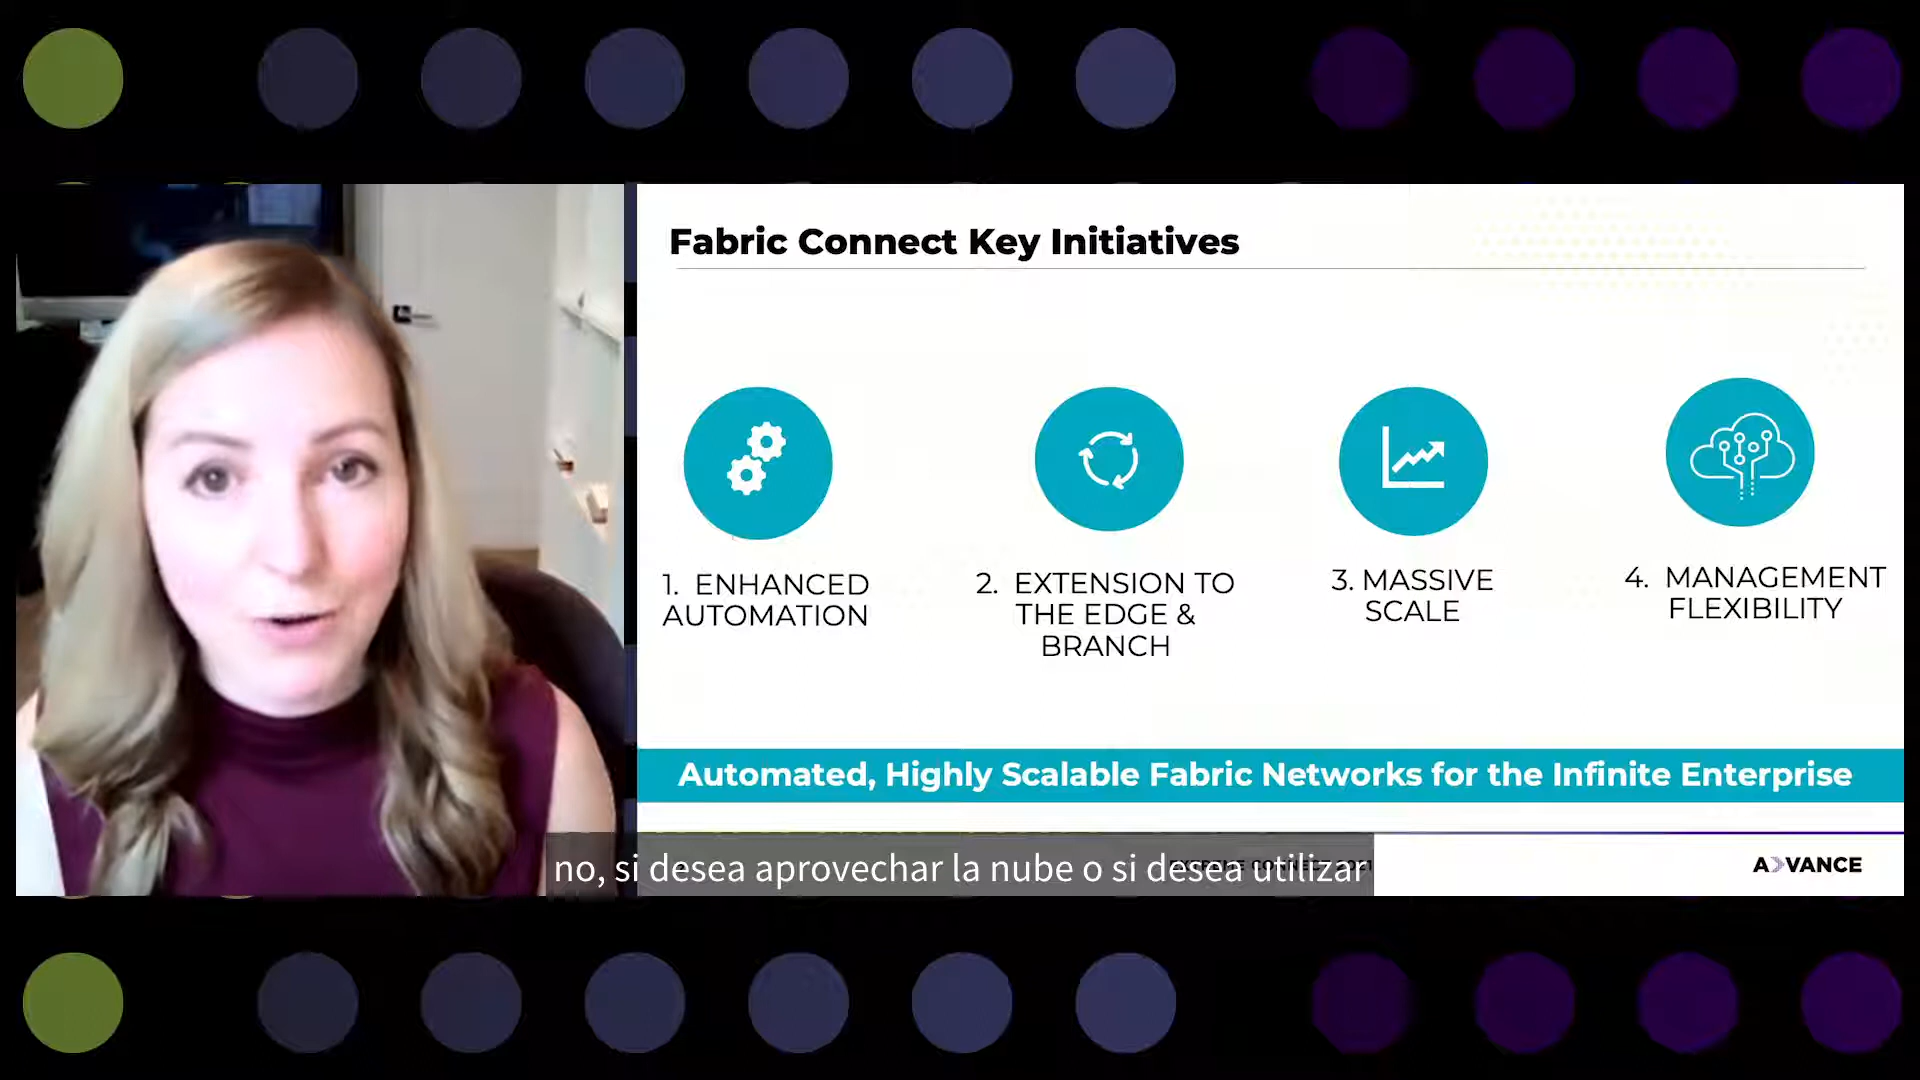 Fabric Connect Key Initiatives
1. ENHANCED
AUTOMATION
2. EXTENSION TO
THE EDGE &
BRANCH
3. MASSIVE
SCALE
4. MANAGEMENT
FLEXIBILITY
Automated, Highly Scalable Fabric Networks for the Infinite Enterprise
no, si desea aprovechar la nube o si desea utilizar
ADVANCE